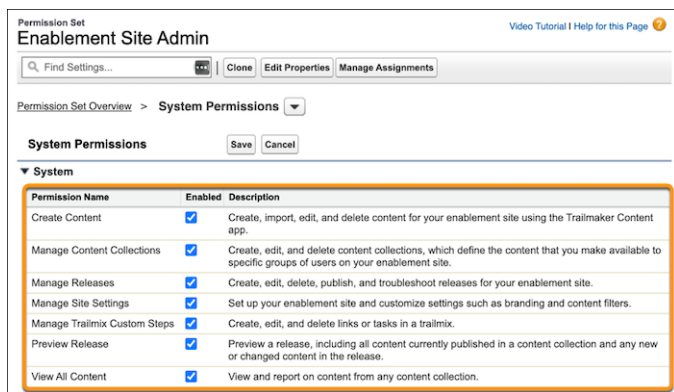 Permission Set
Enablement Site Admin
Video Tutorial | Help for this Page ?
Find Settings...
Clone
Edit Properties
Manage Assignments
Permission Set Overview > System Permissions
System Permissions
Save
Cancel
System
Permission Name Enabled Description
Create Content Create, import, edit, and delete content for your enablement site using the Trailmaker Content
app.
Manage Content Collections Create, edit, and delete content collections, which define the content that you make available to
specific groups of users on your enablement site.
Manage Releases Create, edit, delete, publish, and troubleshoot releases for your enablement site.
Manage Site Settings Set up your enablement site and customize settings such as branding and content filters.
Manage Trailmix Custom Steps Create, edit, and delete links or tasks in a trailmix.
Preview Release Preview a release, including all content currently published in a content collection and any new
or changed content in the release.
View All Content View and report on content from any content collection.